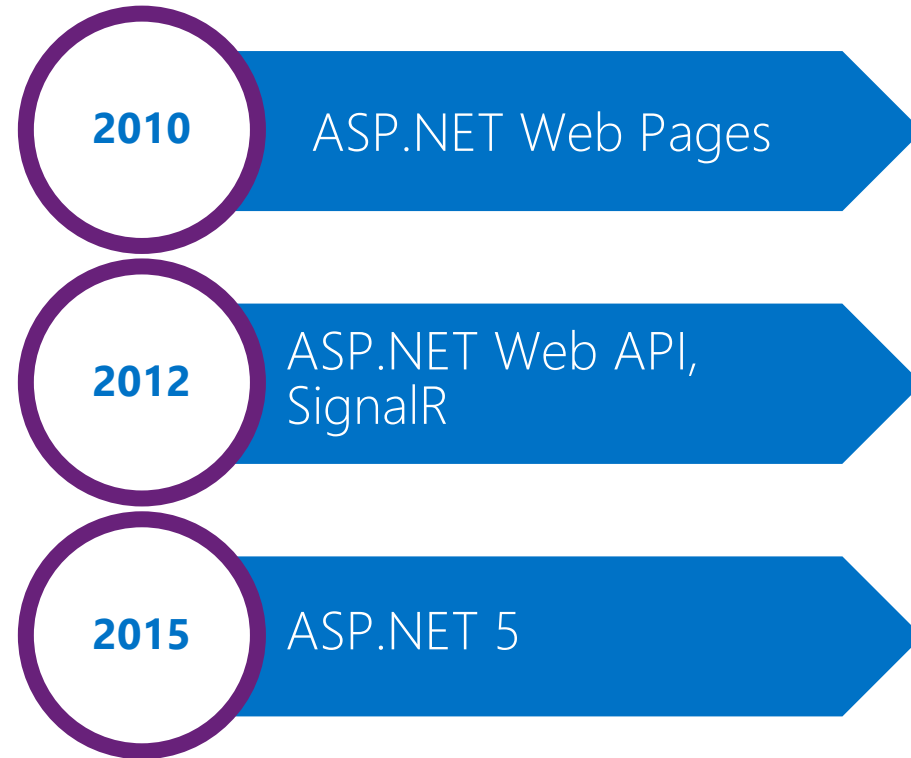 2010
ASP.NET Web Pages
2012
ASP.NET Web API,
SignalR
2015
ASP.NET 5